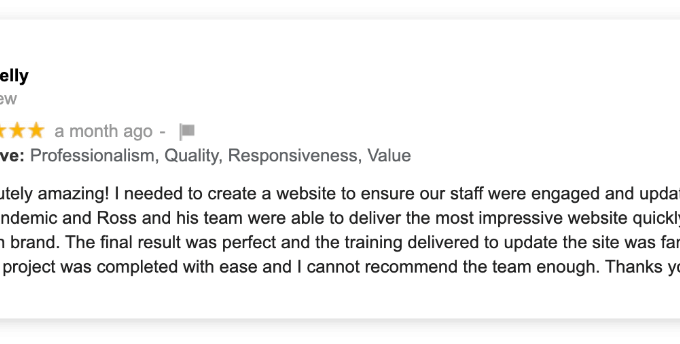 elly
ew
a month ago -
ve: Professionalism, Quality, Responsiveness, Value
utely amazing! I needed to create a website to ensure our staff were engaged and updat
ndemic and Ross and his team were able to deliver the most impressive website quickly
n brand. The final result was perfect and the training delivered to update the site was fan
project was completed with ease and I cannot recommend the team enough. Thanks yo